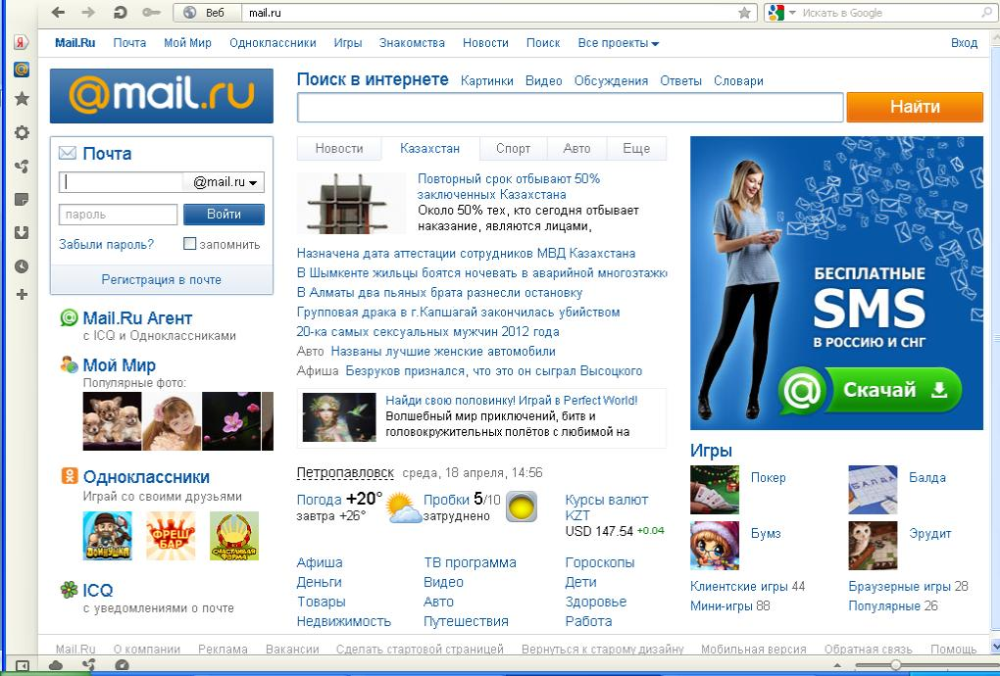 Веб
mail.ru
Искать в Google
Mail.Ru Почта Мой Мир Одноклассники Игры Знакомства Новости Поиск Все проекты
Вход
Я
@mail.ru
Поиск в интернете Картинки Видео Обсуждения Ответы Словари
Найти
Почта
@mail.ru
пароль
Войти
Забыли пароль? запомнить
Регистрация в почте
Mail.Ru Агент
с ICQ и Одноклассниками
Мой Мир
Популярные фото:
Одноклассники
Играй со своими друзьями
ВОЙНУШКА
ФРЕШ БАР
СЧАСТЛИВАЯ ФЕРМА
ICQ
с уведомлениями о почте
Новости Казахстан Спорт Авто Еще
Повторный срок отбывают 50%
заключенных Казахстана
Около 50% тех, кто сегодня отбывает
наказание, являются лицами,
Назначена дата аттестации сотрудников МВД Казахстана
В Шымкенте жильцы боятся ночевать в аварийной многоэтажк
В Алматы два пьяных брата разнесли остановку
Групповая драка в г.Капшагай закончилась убийством
20-ка самых сексуальных мужчин 2012 года
Авто Названы лучшие женские автомобили
Афиша Безруков признался, что это он сыграл Высоцкого
Найди свою половинку! Играй в Perfect World!
Волшебный мир приключений, битв и
головокружительных полётов с любимой на
Петропавловск среда, 18 апреля, 14:56
Погода +20°
завтра +26°
Пробки 5/10
затруднено
Курсы валют
KZT
USD 147.54 +0.04
Афиша ТВ программа Гороскопы
Деньги Видео Дети
Товары Авто Здоровье
Недвижимость Путешествия Работа
БЕСПЛАТНЫЕ
SMS
В РОССИЮ И СНГ
@ Скачай
Игры
Покер Балда
БАЛДА
Бумз Эрудит
Клиентские игры 44 Браузерные игры 28
Мини-игры 88 Популярные 26
Mail.Ru О компании Реклама Вакансии Сделать стартовой страницей Вернуться к старому дизайну Мобильная версия Обратная связь Помощь